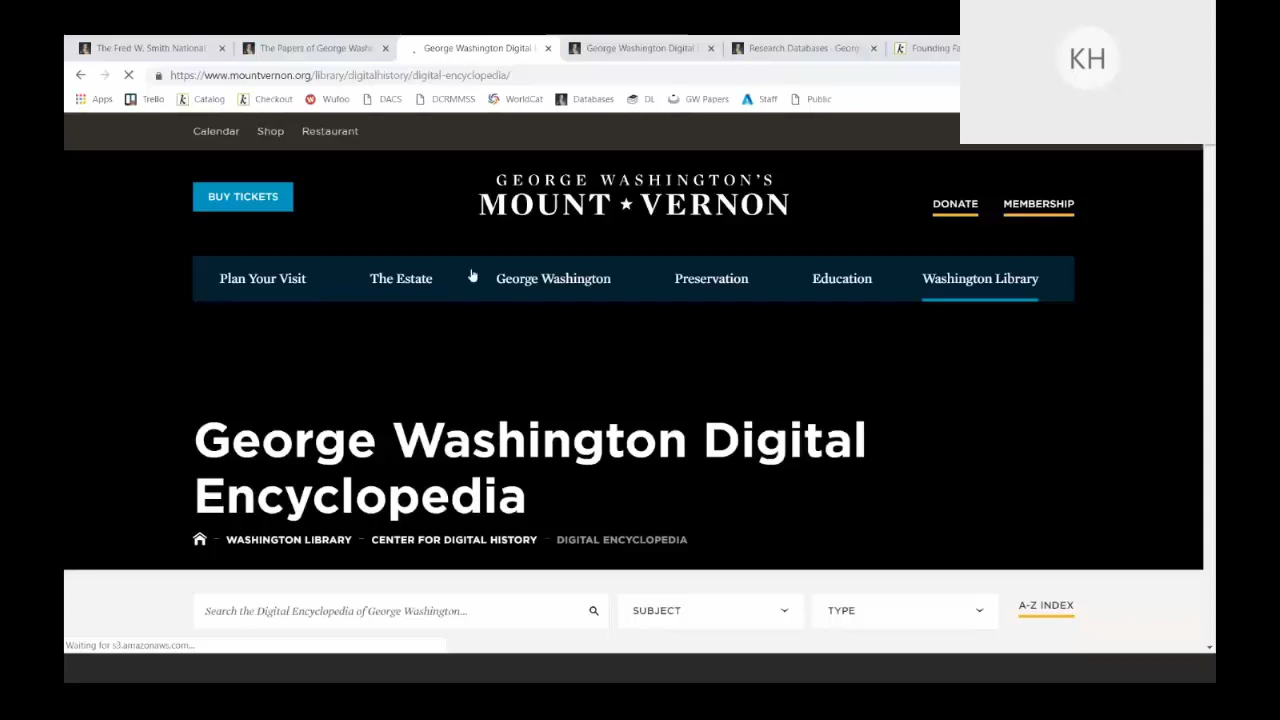 The Fred W. Smith National
The Papers of George Wash
George Washington Digital
George Washington Digital
Research Databases · Georg
Founding Fa
KH
https://www.mountvernon.org/library/digitalhistory/digital-encyclopedia/
Apps Trello Catalog Checkout Wufoo DACS DCRMMSS WorldCat Databases DL GW Papers Staff Public
Calendar Shop Restaurant
BUY TICKETS
GEORGE WASHINGTON'S
MOUNT VERNON
DONATE MEMBERSHIP
Plan Your Visit The Estate George Washington Preservation Education Washington Library
George Washington Digital
Encyclopedia
WASHINGTON LIBRARY – CENTER FOR DIGITAL HISTORY – DIGITAL ENCYCLOPEDIA
Search the Digital Encyclopedia of George Washington...
SUBJECT
TYPE
A-Z INDEX
Waiting for s3.amazonaws.com...